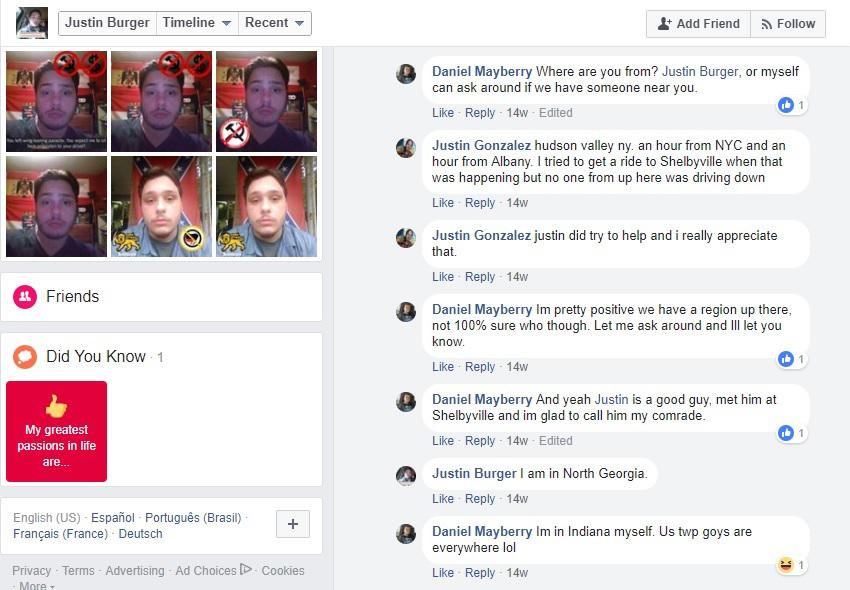 Justin Burger
Timeline
Recent
Add Friend
Follow
Friends
Did You Know · 1
My greatest
passions in life
are...
English (US) · Español · Português (Brasil) ·
Français (France) · Deutsch
+
Privacy · Terms · Advertising · Ad Choices · Cookies
· More
Daniel Mayberry Where are you from? Justin Burger, or myself
can ask around if we have someone near you.
1
Like · Reply · 14w · Edited
Justin Gonzalez hudson valley ny. an hour from NYC and an
hour from Albany. I tried to get a ride to Shelbyville when that
was happening but no one from up here was driving down
Like · Reply · 14w
Justin Gonzalez justin did try to help and i really appreciate
that.
Like · Reply · 14w
Daniel Mayberry Im pretty positive we have a region up there,
not 100% sure who though. Let me ask around and Ill let you
know.
1
Like · Reply · 14w
Daniel Mayberry And yeah Justin is a good guy, met him at
Shelbyville and im glad to call him my comrade.
1
Like · Reply · 14w · Edited
Justin Burger I am in North Georgia.
Like · Reply · 14w
Daniel Mayberry Im in Indiana myself. Us twp goys are
everywhere lol
1
Like · Reply · 14w